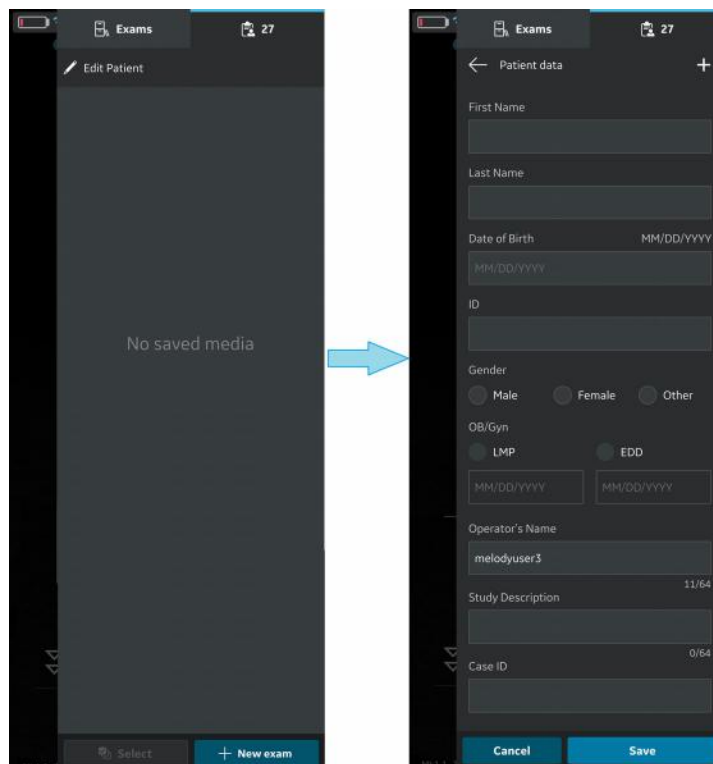 Exams
27
Edit Patient
No saved media
Select
New exam
Exams
27
Patient data
First Name
Last Name
Date of Birth MM/DD/YYYY
MM/DD/YYYY
ID
Gender
Male Female Other
OB/Gyn
LMP EDD
MM/DD/YYYY MM/DD/YYYY
Operator's Name
melodyuser3
11/64
Study Description
0/64
Case ID
Cancel Save